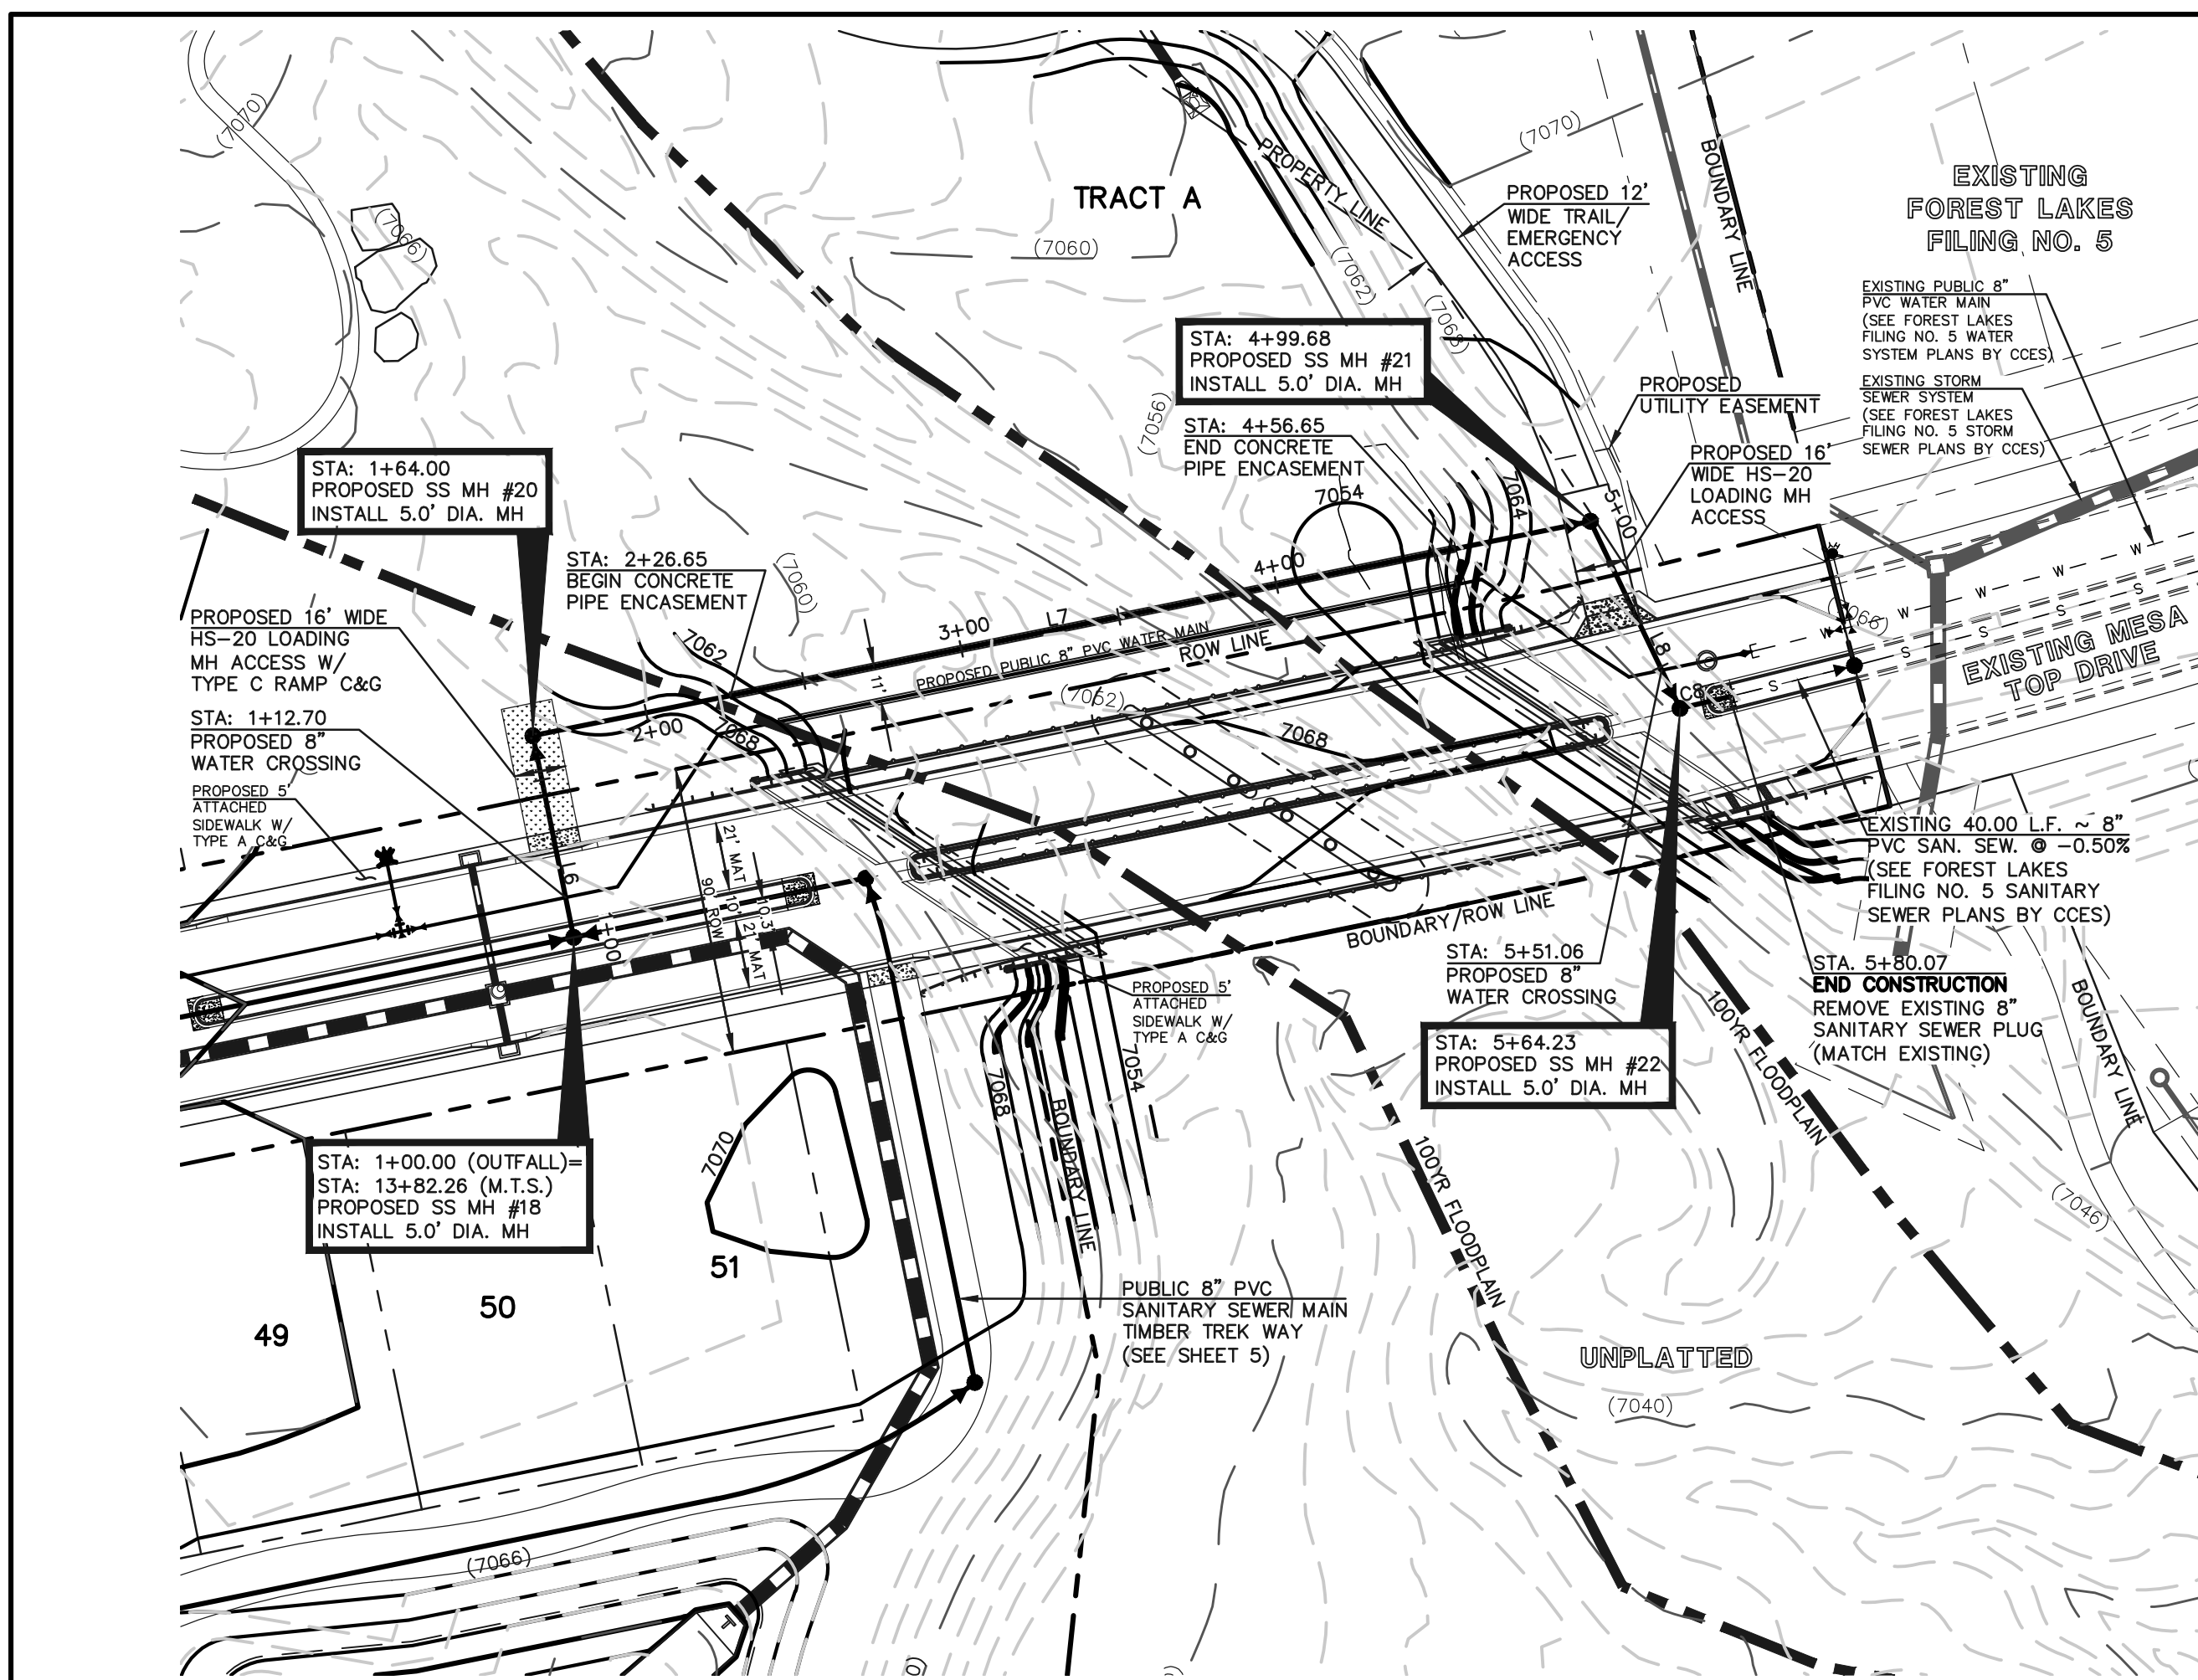 (7070)
(7066)
TRACT A
(7060)
PROPERTY LINE
(7062)
(7068)
(7056)
(7070)
BOUNDARY LINE
PROPOSED 12'
WIDE TRAIL/
EMERGENCY
ACCESS
EXISTING
FOREST LAKES
FILING NO. 5
EXISTING PUBLIC 8"
PVC WATER MAIN
(SEE FOREST LAKES
FILING NO. 5 WATER
SYSTEM PLANS BY CCES)
EXISTING STORM
SEWER SYSTEM
(SEE FOREST LAKES
FILING NO. 5 STORM
SEWER PLANS BY CCES)
STA: 4+99.68
PROPOSED SS MH #21
INSTALL 5.0' DIA. MH
STA: 4+56.65
END CONCRETE
PIPE ENCASEMENT
PROPOSED
UTILITY EASEMENT
PROPOSED 16'
WIDE HS-20
LOADING MH
ACCESS
STA: 1+64.00
PROPOSED SS MH #20
INSTALL 5.0' DIA. MH
STA: 2+26.65
BEGIN CONCRETE
PIPE ENCASEMENT
PROPOSED 16' WIDE
HS-20 LOADING
MH ACCESS W/
TYPE C RAMP C&G
STA: 1+12.70
PROPOSED 8"
WATER CROSSING
PROPOSED 5'
ATTACHED
SIDEWALK W/
TYPE A C&G
(7060)
7062
7068
2+00
3+00
L7
4+00
5+00
7054
7064
11'
PROPOSED PUBLIC 8" PVC WATER MAIN
ROW LINE
(7062)
7068
L8
C8
E
W
W
W
W
W
S
S
S
S
S
(7066)
EXISTING MESA
TOP DRIVE
L6
1+00
21' MAT
10'
10.3'
21' MAT
90' ROW
BOUNDARY/ROW LINE
EXISTING 40.00 L.F. ~ 8"
PVC SAN. SEW. @ -0.50%
(SEE FOREST LAKES
FILING NO. 5 SANITARY
SEWER PLANS BY CCES)
STA: 5+51.06
PROPOSED 8"
WATER CROSSING
STA. 5+80.07
END CONSTRUCTION
REMOVE EXISTING 8"
SANITARY SEWER PLUG
(MATCH EXISTING)
PROPOSED 5'
ATTACHED
SIDEWALK W/
TYPE A C&G
STA: 5+64.23
PROPOSED SS MH #22
INSTALL 5.0' DIA. MH
100YR FLOODPLAIN
100YR FLOODPLAIN
BOUNDARY LINE
7068
7054
BOUNDARY LINE
7070
STA: 1+00.00 (OUTFALL)=
STA: 13+82.26 (M.T.S.)
PROPOSED SS MH #18
INSTALL 5.0' DIA. MH
49
50
51
PUBLIC 8" PVC
SANITARY SEWER MAIN
TIMBER TREK WAY
(SEE SHEET 5)
UNPLATTED
(7040)
(7046)
(7066)